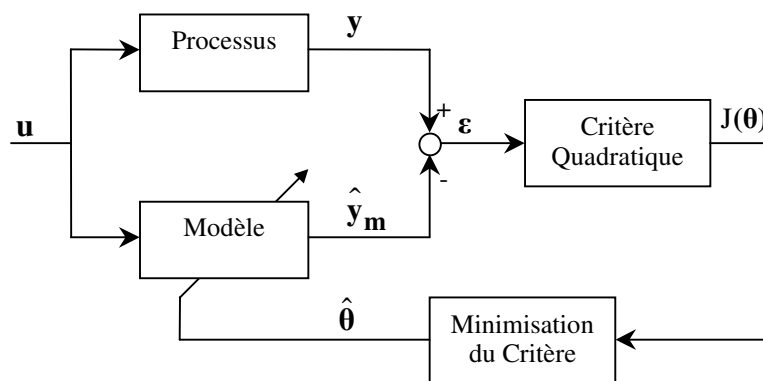 Processus
y
u
+
ε
Critère
Quadratique
J(θ)
-
Modèle
ŷm
θ̂
Minimisation
du Critère